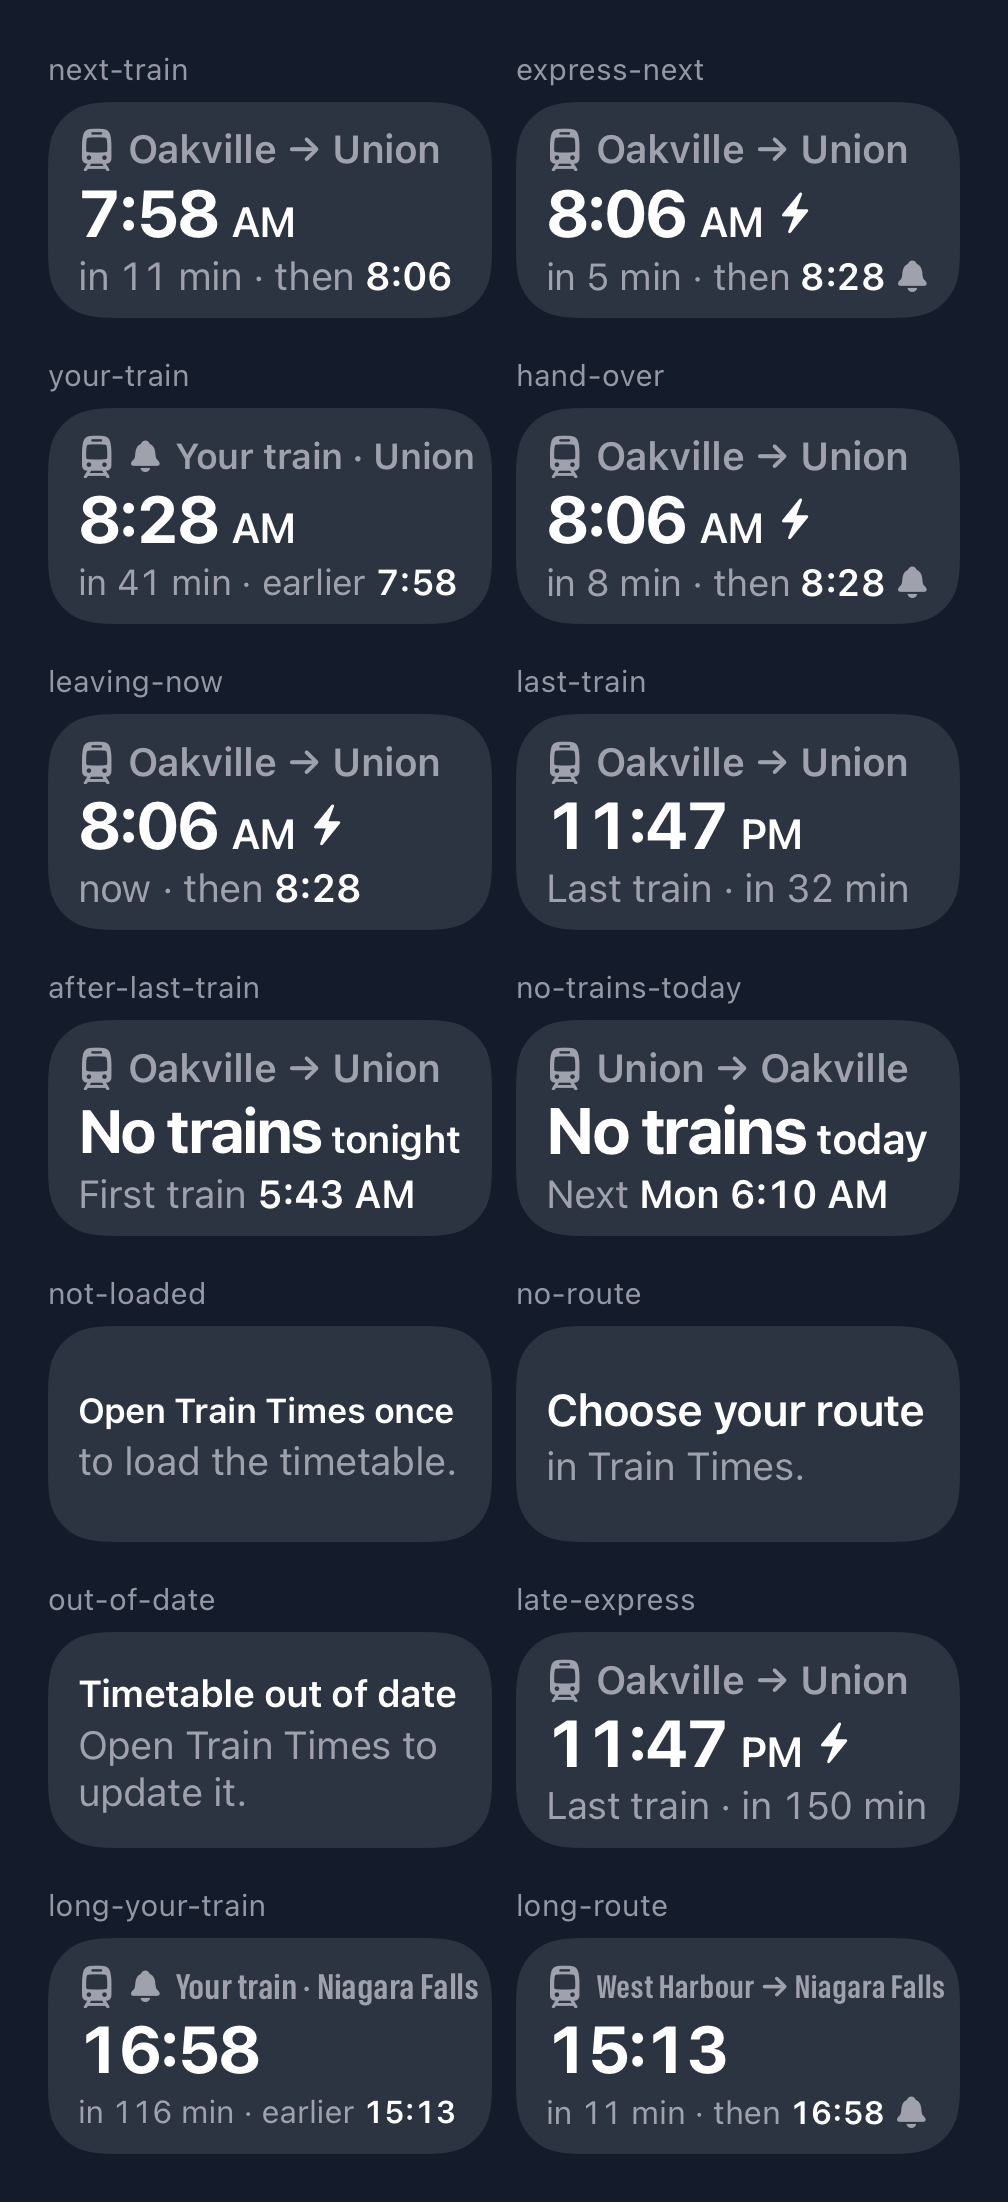 next-train
Oakville → Union
7:58 AM
in 11 min · then 8:06
express-next
Oakville → Union
8:06 AM
in 5 min · then 8:28
your-train
Your train · Union
8:28 AM
in 41 min · earlier 7:58
hand-over
Oakville → Union
8:06 AM
in 8 min · then 8:28
leaving-now
Oakville → Union
8:06 AM
now · then 8:28
last-train
Oakville → Union
11:47 PM
Last train · in 32 min
after-last-train
Oakville → Union
No trains tonight
First train 5:43 AM
no-trains-today
Union → Oakville
No trains today
Next Mon 6:10 AM
not-loaded
Open Train Times once
to load the timetable.
no-route
Choose your route
in Train Times.
out-of-date
Timetable out of date
Open Train Times to
update it.
late-express
Oakville → Union
11:47 PM
Last train · in 150 min
long-your-train
Your train · Niagara Falls
16:58
in 116 min · earlier 15:13
long-route
West Harbour → Niagara Falls
15:13
in 11 min · then 16:58